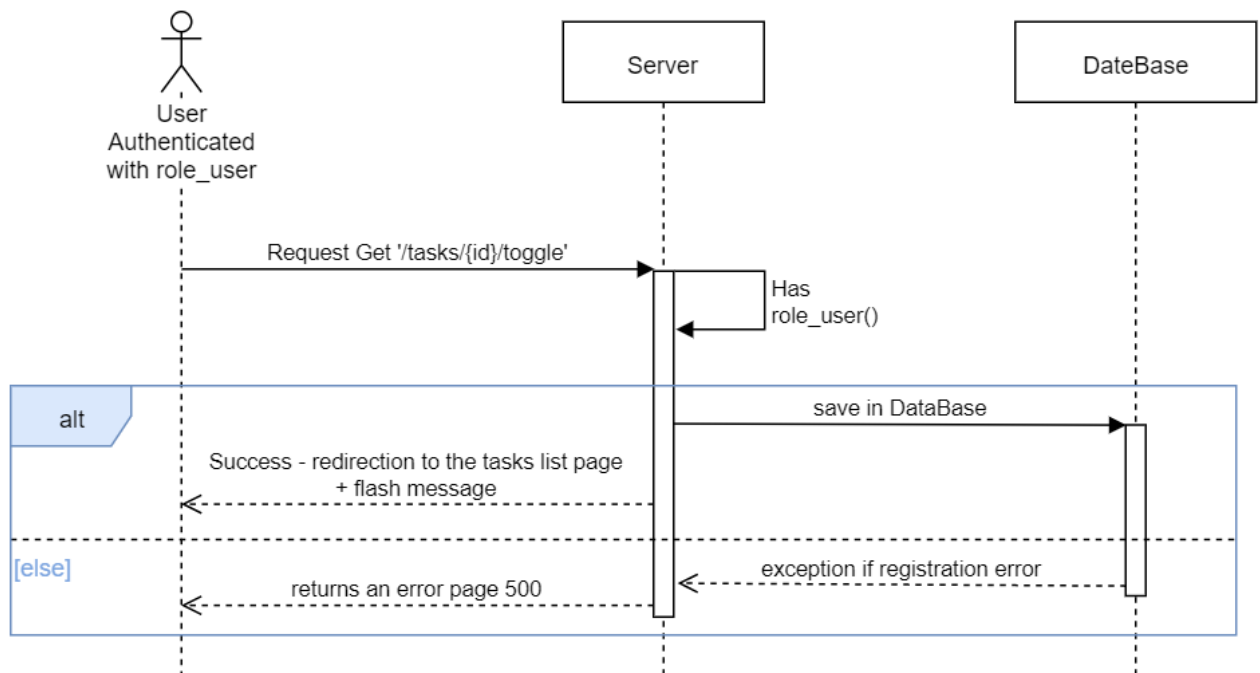 User
Authenticated
with role_user
Server
DateBase
Request Get '/tasks/{id}/toggle'
Has
role_user()
alt
save in DataBase
Success - redirection to the tasks list page
+ flash message
[else]
exception if registration error
returns an error page 500